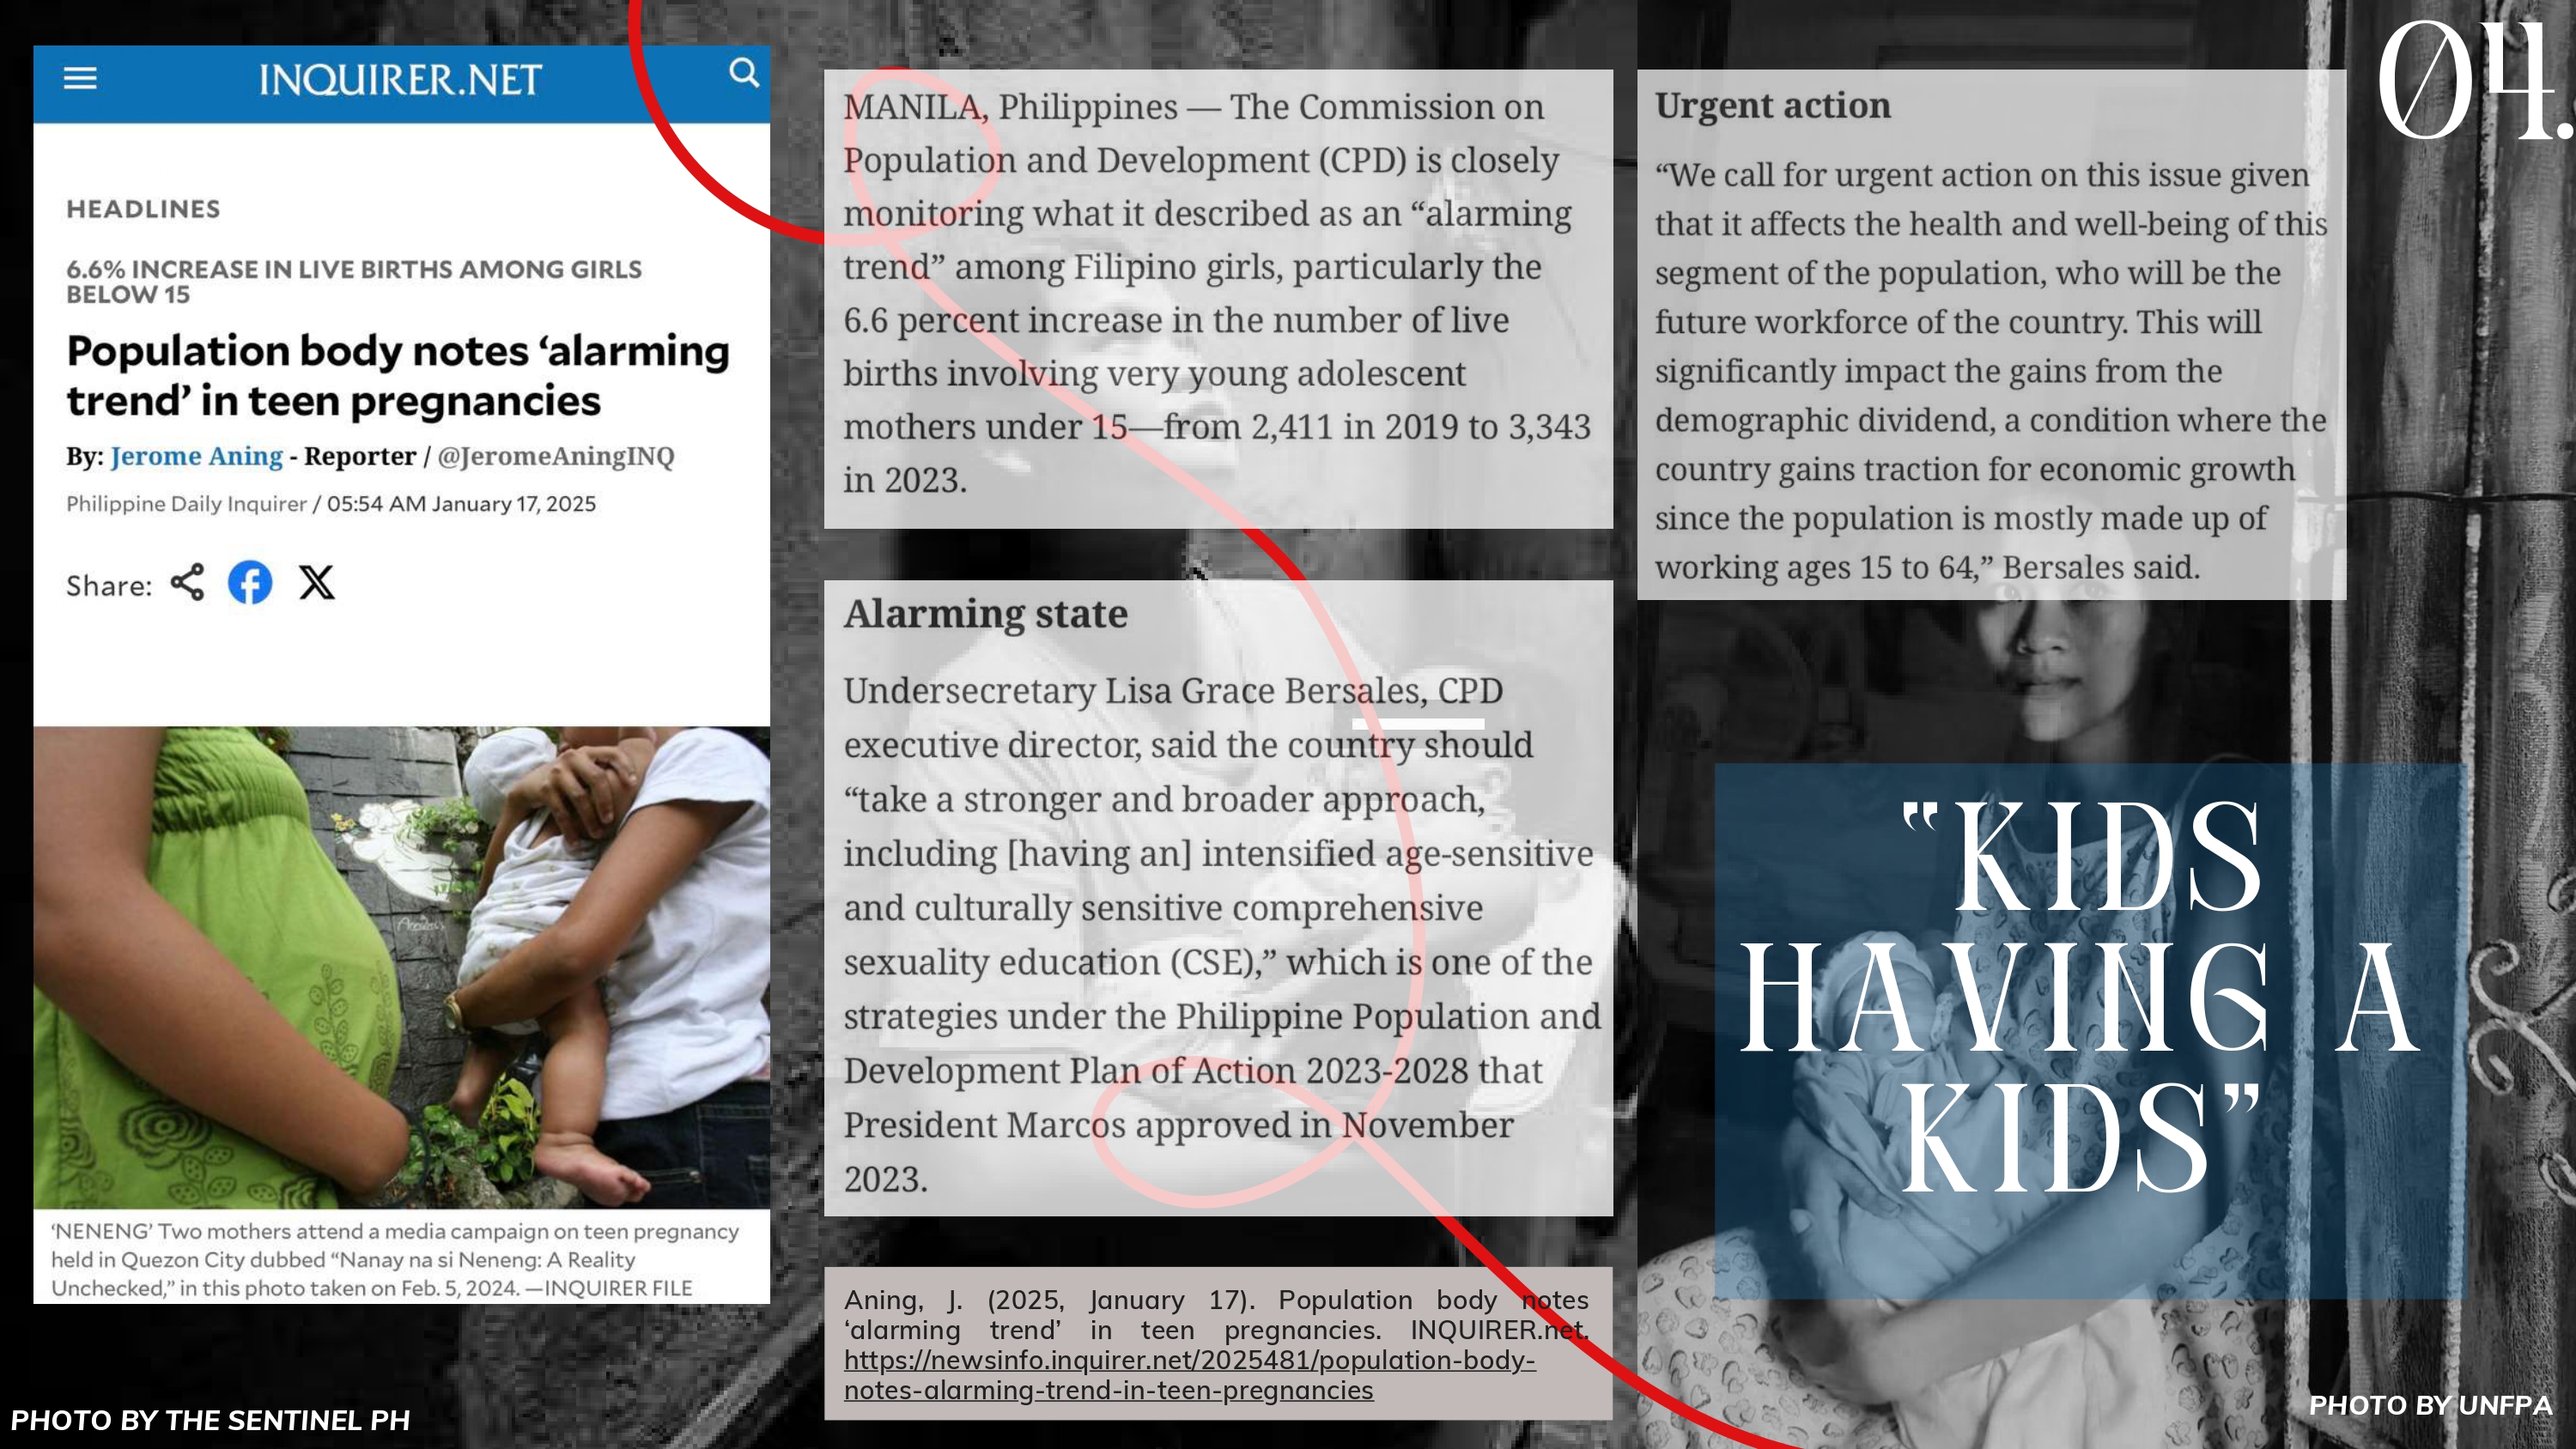 INQUIRER.NET
HEADLINES
6.6% INCREASE IN LIVE BIRTHS AMONG GIRLS
BELOW 15
Population body notes ‘alarming
trend’ in teen pregnancies
By: Jerome Aning - Reporter / @JeromeAningINQ
Philippine Daily Inquirer / 05:54 AM January 17, 2025
Share:
‘NENENG’ Two mothers attend a media campaign on teen pregnancy
held in Quezon City dubbed “Nanay na si Neneng: A Reality
Unchecked,” in this photo taken on Feb. 5, 2024. —INQUIRER FILE
PHOTO BY THE SENTINEL PH
MANILA, Philippines — The Commission on
Population and Development (CPD) is closely
monitoring what it described as an “alarming
trend” among Filipino girls, particularly the
6.6 percent increase in the number of live
births involving very young adolescent
mothers under 15—from 2,411 in 2019 to 3,343
in 2023.
Alarming state
Undersecretary Lisa Grace Bersales, CPD
executive director, said the country should
“take a stronger and broader approach,
including [having an] intensified age-sensitive
and culturally sensitive comprehensive
sexuality education (CSE),” which is one of the
strategies under the Philippine Population and
Development Plan of Action 2023-2028 that
President Marcos approved in November
2023.
Aning, J. (2025, January 17). Population body notes
‘alarming trend’ in teen pregnancies. INQUIRER.net.
https://newsinfo.inquirer.net/2025481/population-body-
notes-alarming-trend-in-teen-pregnancies
Urgent action
“We call for urgent action on this issue given
that it affects the health and well-being of this
segment of the population, who will be the
future workforce of the country. This will
significantly impact the gains from the
demographic dividend, a condition where the
country gains traction for economic growth
since the population is mostly made up of
working ages 15 to 64,” Bersales said.
04.
“KIDS
HAVING A
KIDS”
PHOTO BY UNFPA